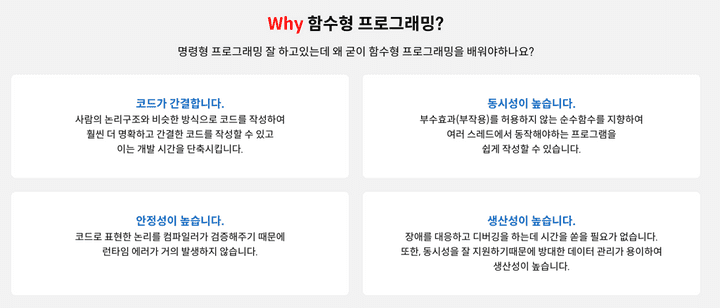 Why 함수형 프로그래밍?
명령형 프로그래밍 잘 하고있는데 왜 굳이 함수형 프로그래밍을 배워야하나요?
코드가 간결합니다.
사람의 논리구조와 비슷한 방식으로 코드를 작성하여
훨씬 더 명확하고 간결한 코드를 작성할 수 있고
이는 개발 시간을 단축시킵니다.
동시성이 높습니다.
부수효과(부작용)를 허용하지 않는 순수함수를 지향하여
여러 스레드에서 동작해야하는 프로그램을
쉽게 작성할 수 있습니다.
안정성이 높습니다.
코드로 표현한 논리를 컴파일러가 검증해주기 때문에
런타임 에러가 거의 발생하지 않습니다.
생산성이 높습니다.
장애를 대응하고 디버깅을 하는데 시간을 쏟을 필요가 없습니다.
또한, 동시성을 잘 지원하기때문에 방대한 데이터 관리가 용이하여
생산성이 높습니다.